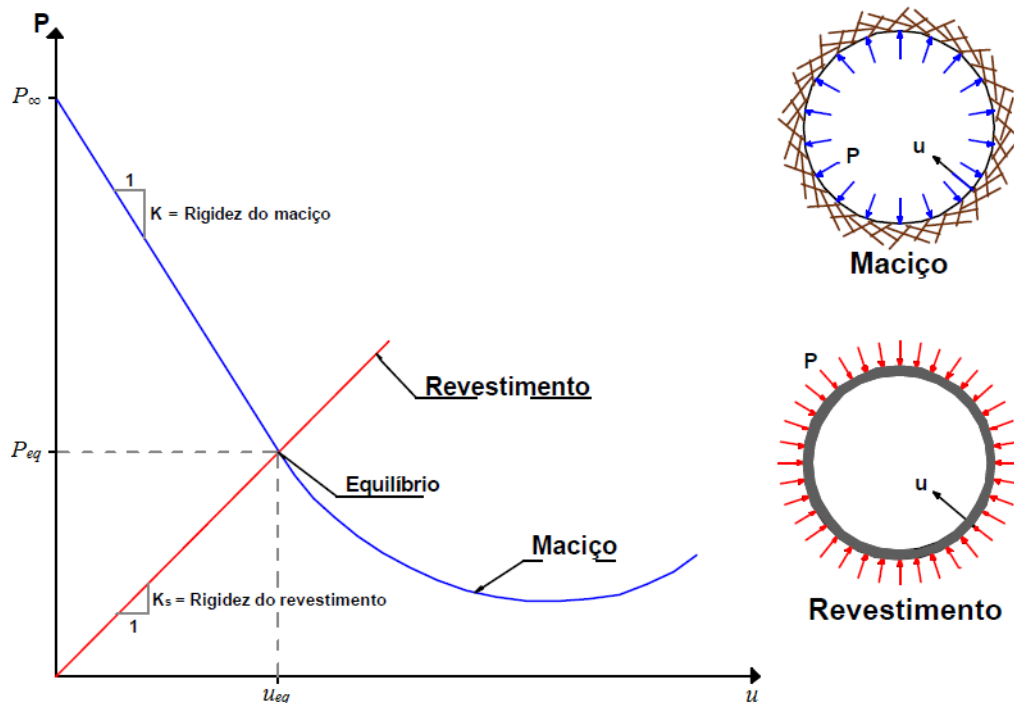 P
P∞
1
K = Rigidez do maciço
Revestimento
Peq
Equilíbrio
Maciço
Ks = Rigidez do revestimento
1
ueq
u
P
u
Maciço
P
u
Revestimento